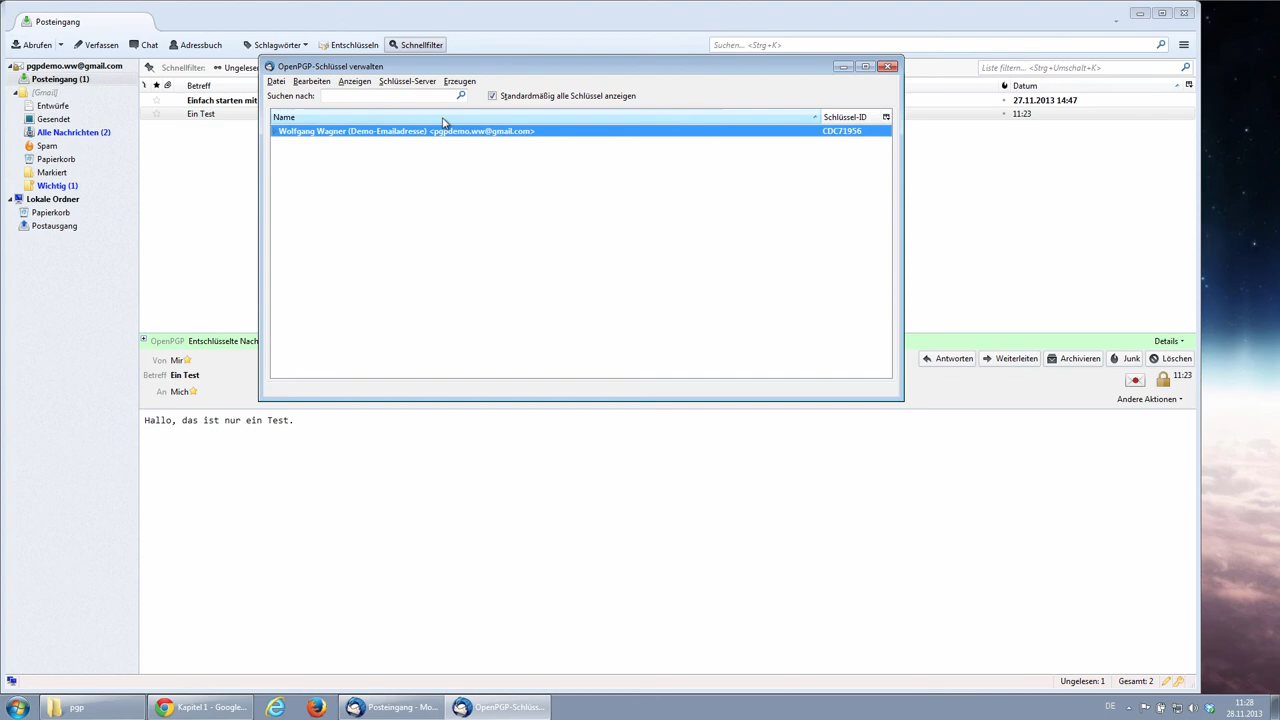 Posteingang
Abrufen Verfassen Chat Adressbuch Schlagwörter Entschlüsseln Schnellfilter Suchen... <Strg+K>
pgpdemo.ww@gmail.com
Posteingang (1)
[Gmail]
Entwürfe
Gesendet
Alle Nachrichten (2)
Spam
Papierkorb
Markiert
Wichtig (1)
Lokale Ordner
Papierkorb
Postausgang
Schnellfilter: Ungelesen
Liste filtern... <Strg+Umschalt+K>
Betreff Datum
Einfach starten mit 27.11.2013 14:47
Ein Test 11:23
OpenPGP-Schlüssel verwalten
Datei Bearbeiten Anzeigen Schlüssel-Server Erzeugen
Suchen nach: Standardmäßig alle Schlüssel anzeigen
Name Schlüssel-ID
Wolfgang Wagner (Demo-Emailadresse) <pgpdemo.ww@gmail.com> CDC71956
OpenPGP Entschlüsselte Nach Details
Von Mir Antworten Weiterleiten Archivieren Junk Löschen
Betreff Ein Test 11:23
An Mich Andere Aktionen
Hallo, das ist nur ein Test.
Ungelesen: 1 Gesamt: 2
pgp Kapitel 1 - Google... Posteingang - Mo... OpenPGP-Schlüss... DE 11:28
28.11.2013